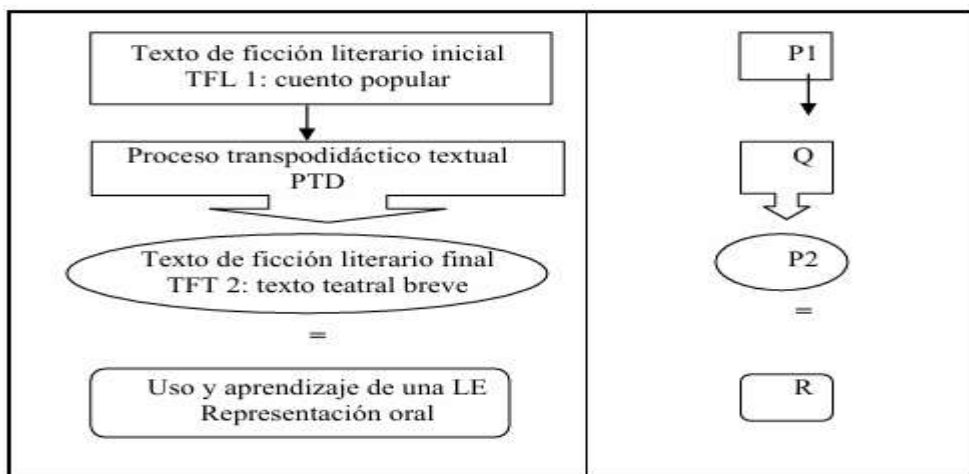 Texto de ficción literario inicial
TFL 1: cuento popular
Proceso transpodidáctico textual
PTD
Texto de ficción literario final
TFT 2: texto teatral breve
=
Uso y aprendizaje de una LE
Representación oral
P1
Q
P2
=
R